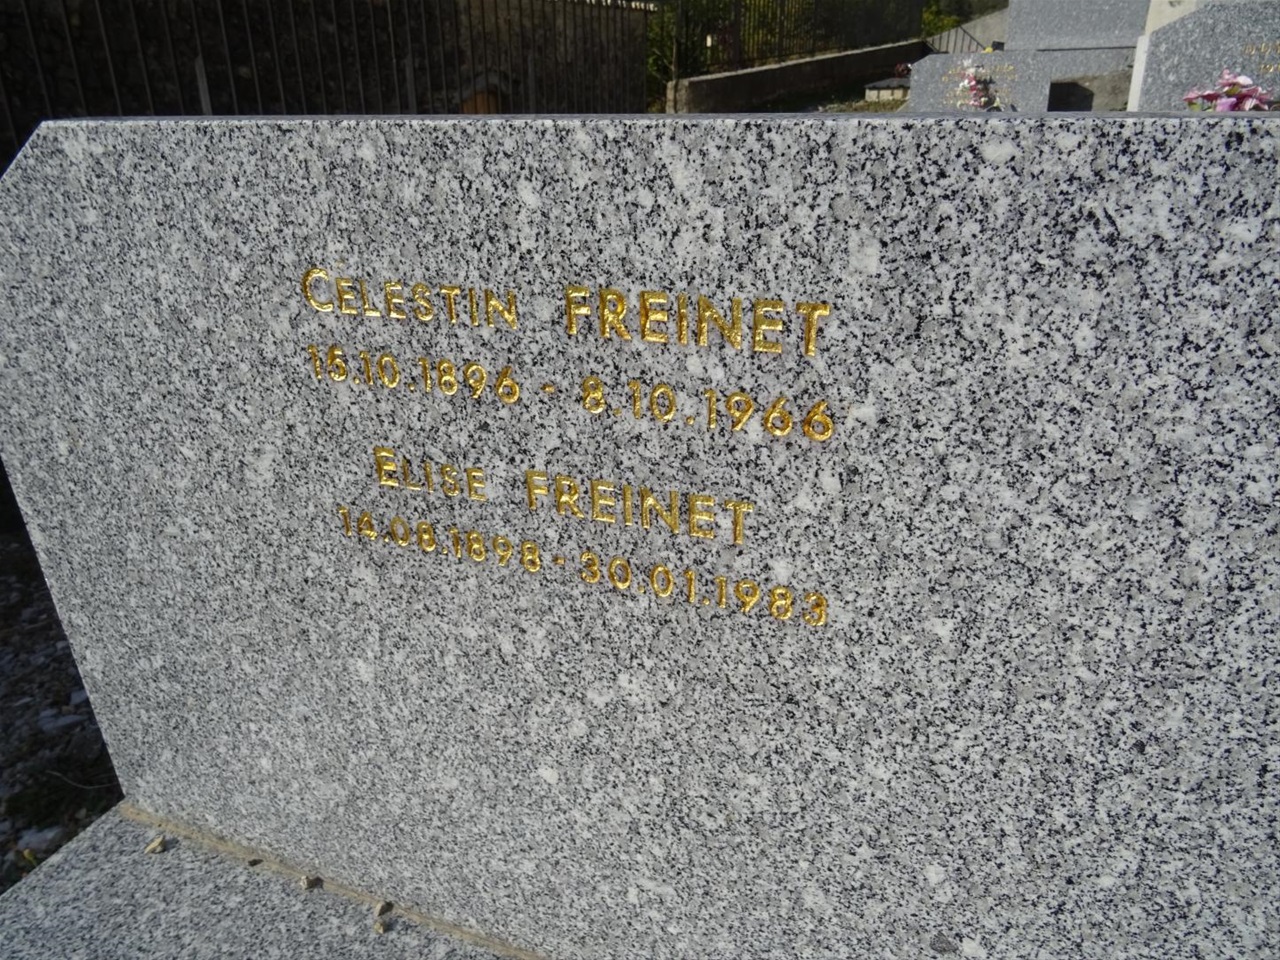 CELESTIN FREINET
15.10.1896 - 8.10.1966
ELISE FREINET
14.08.1898 - 30.01.1983